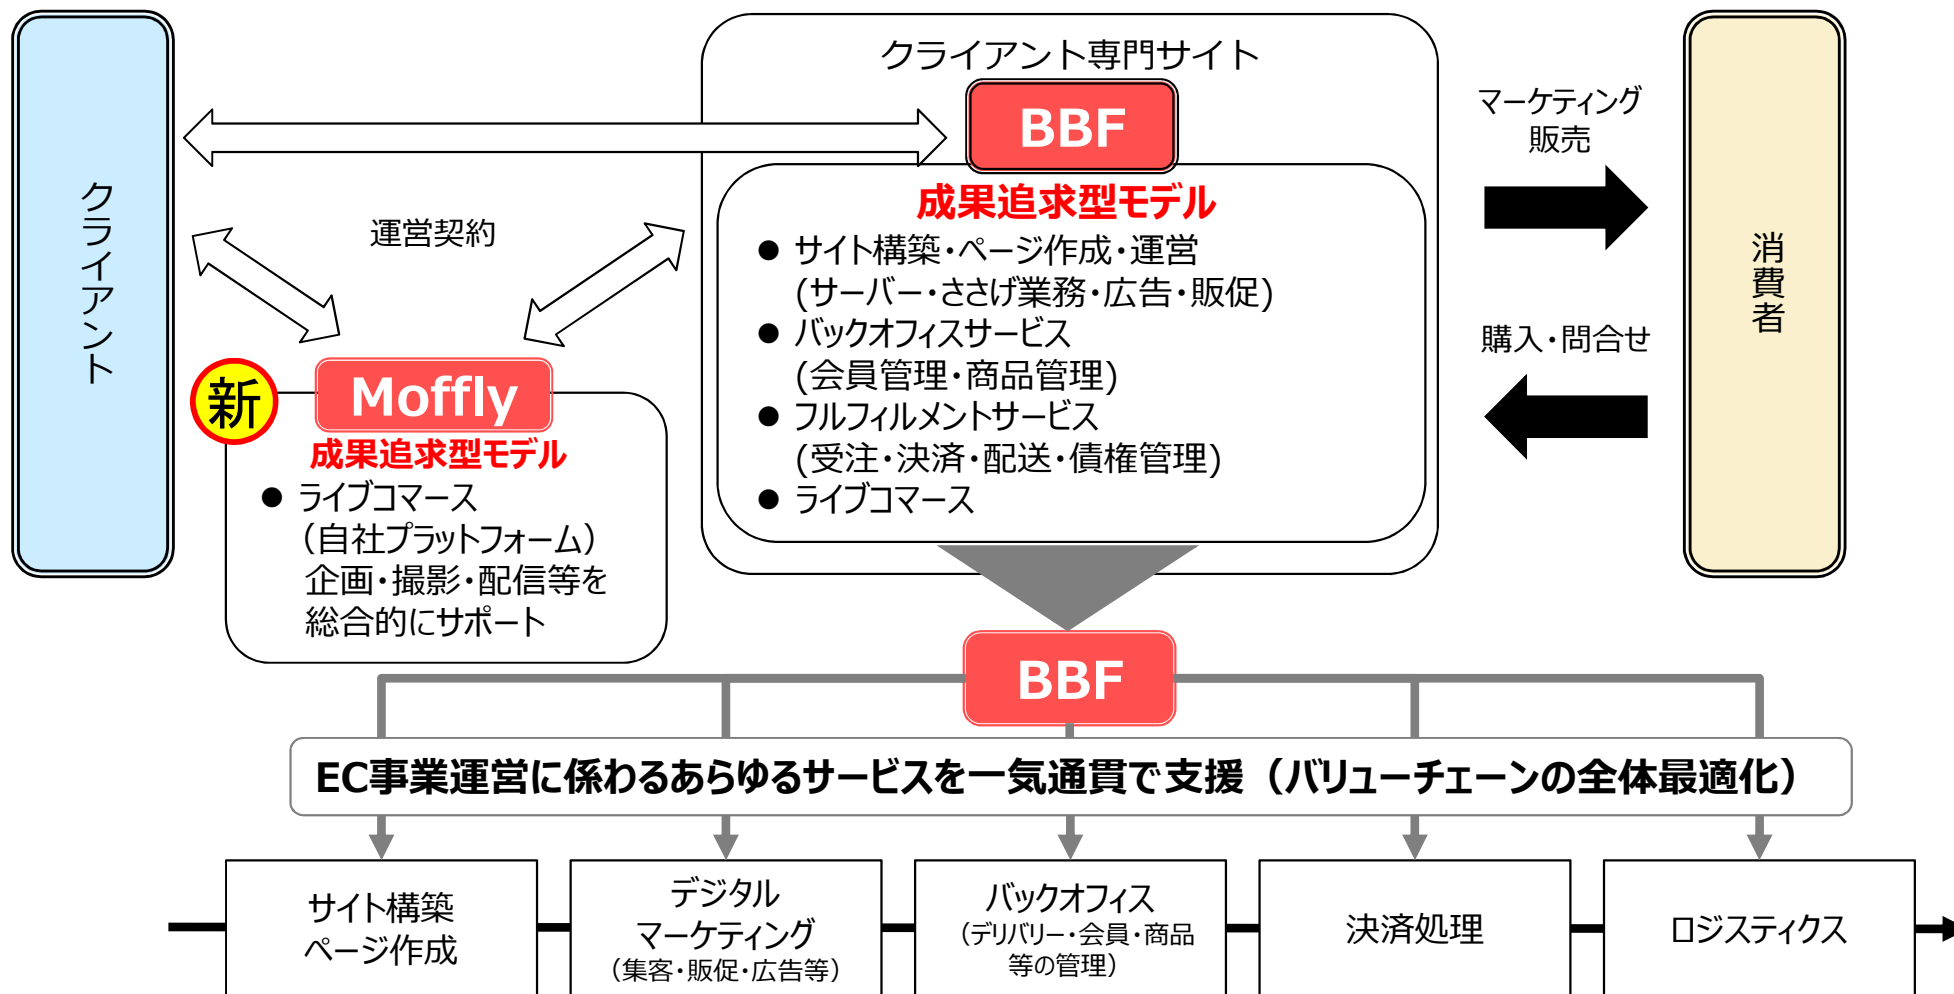 クライアント
運営契約
新
Moffly
成果追求型モデル
● ライブコマース
（自社プラットフォーム）
企画・撮影・配信等を
総合的にサポート
クライアント専門サイト
BBF
成果追求型モデル
● サイト構築・ページ作成・運営
(サーバー・ささげ業務・広告・販促)
● バックオフィスサービス
(会員管理・商品管理)
● フルフィルメントサービス
(受注・決済・配送・債権管理)
● ライブコマース
マーケティング
販売
購入・問合せ
消費者
BBF
EC事業運営に係わるあらゆるサービスを一気通貫で支援（バリューチェーンの全体最適化）
サイト構築
ページ作成
デジタル
マーケティング
（集客・販促・広告等）
バックオフィス
（デリバリー・会員・商品
等の管理）
決済処理
ロジスティクス